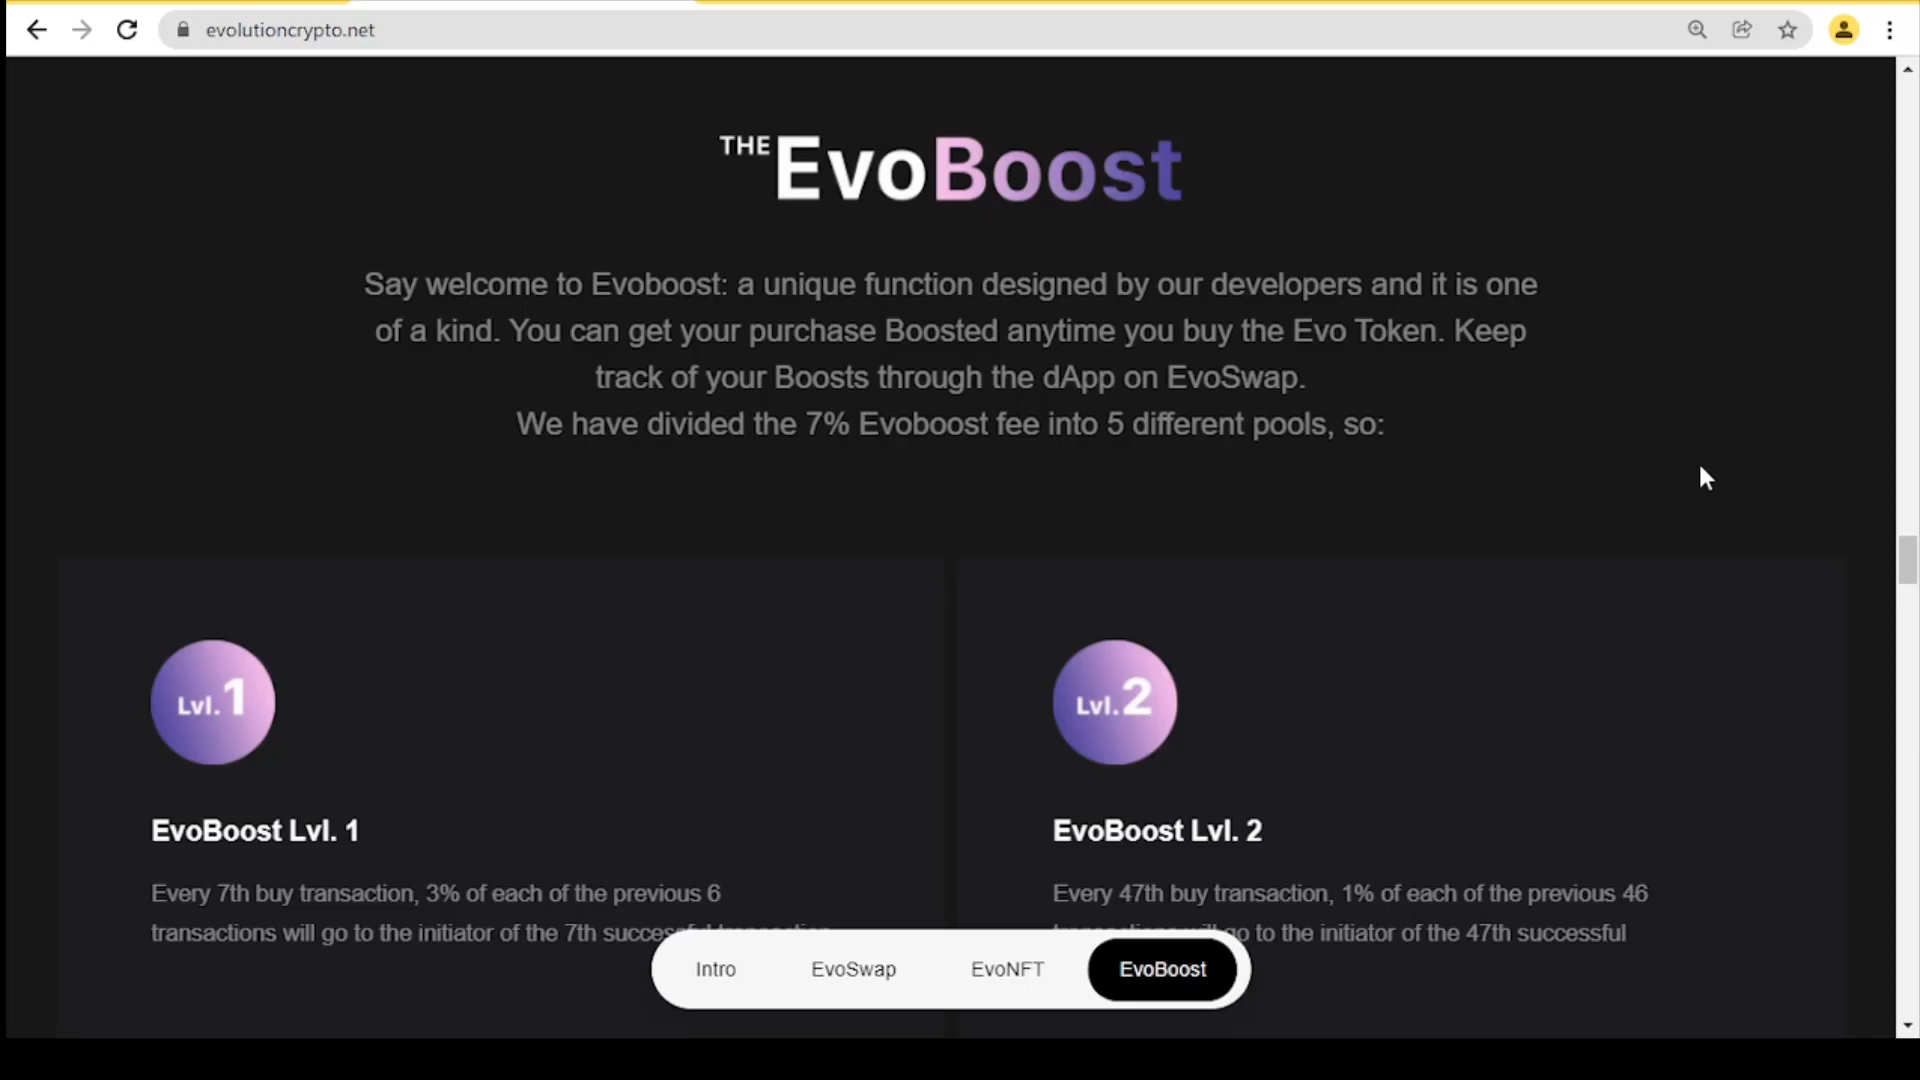 evolutioncrypto.net
THE EvoBoost
Say welcome to Evoboost: a unique function designed by our developers and it is one
of a kind. You can get your purchase Boosted anytime you buy the Evo Token. Keep
track of your Boosts through the dApp on EvoSwap.
We have divided the 7% Evoboost fee into 5 different pools, so:
Lvl.1
EvoBoost Lvl. 1
Every 7th buy transaction, 3% of each of the previous 6
transactions will go to the initiator of the 7th successful transaction
Lvl.2
EvoBoost Lvl. 2
Every 47th buy transaction, 1% of each of the previous 46
transactions will go to the initiator of the 47th successful
Intro EvoSwap EvoNFT EvoBoost